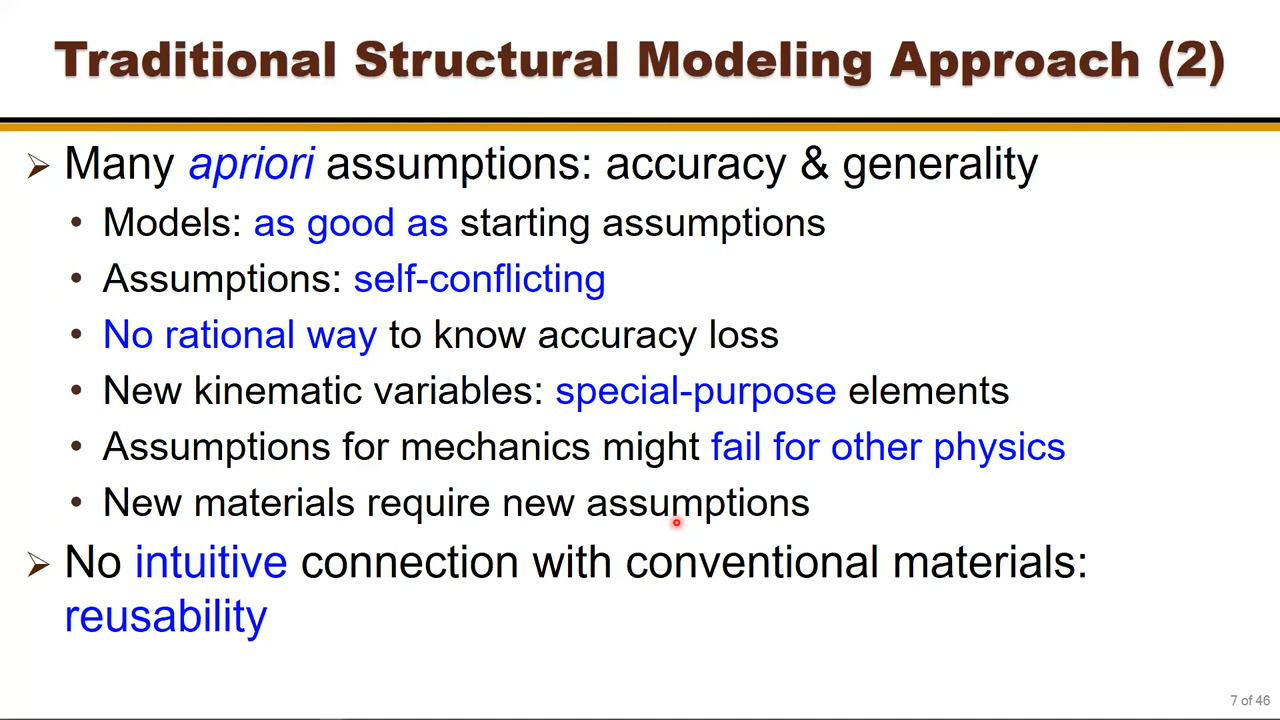 Traditional Structural Modeling Approach (2)
➢ Many apriori assumptions: accuracy & generality
• Models: as good as starting assumptions
• Assumptions: self-conflicting
• No rational way to know accuracy loss
• New kinematic variables: special-purpose elements
• Assumptions for mechanics might fail for other physics
• New materials require new assumptions
➢ No intuitive connection with conventional materials:
reusability
7 of 46